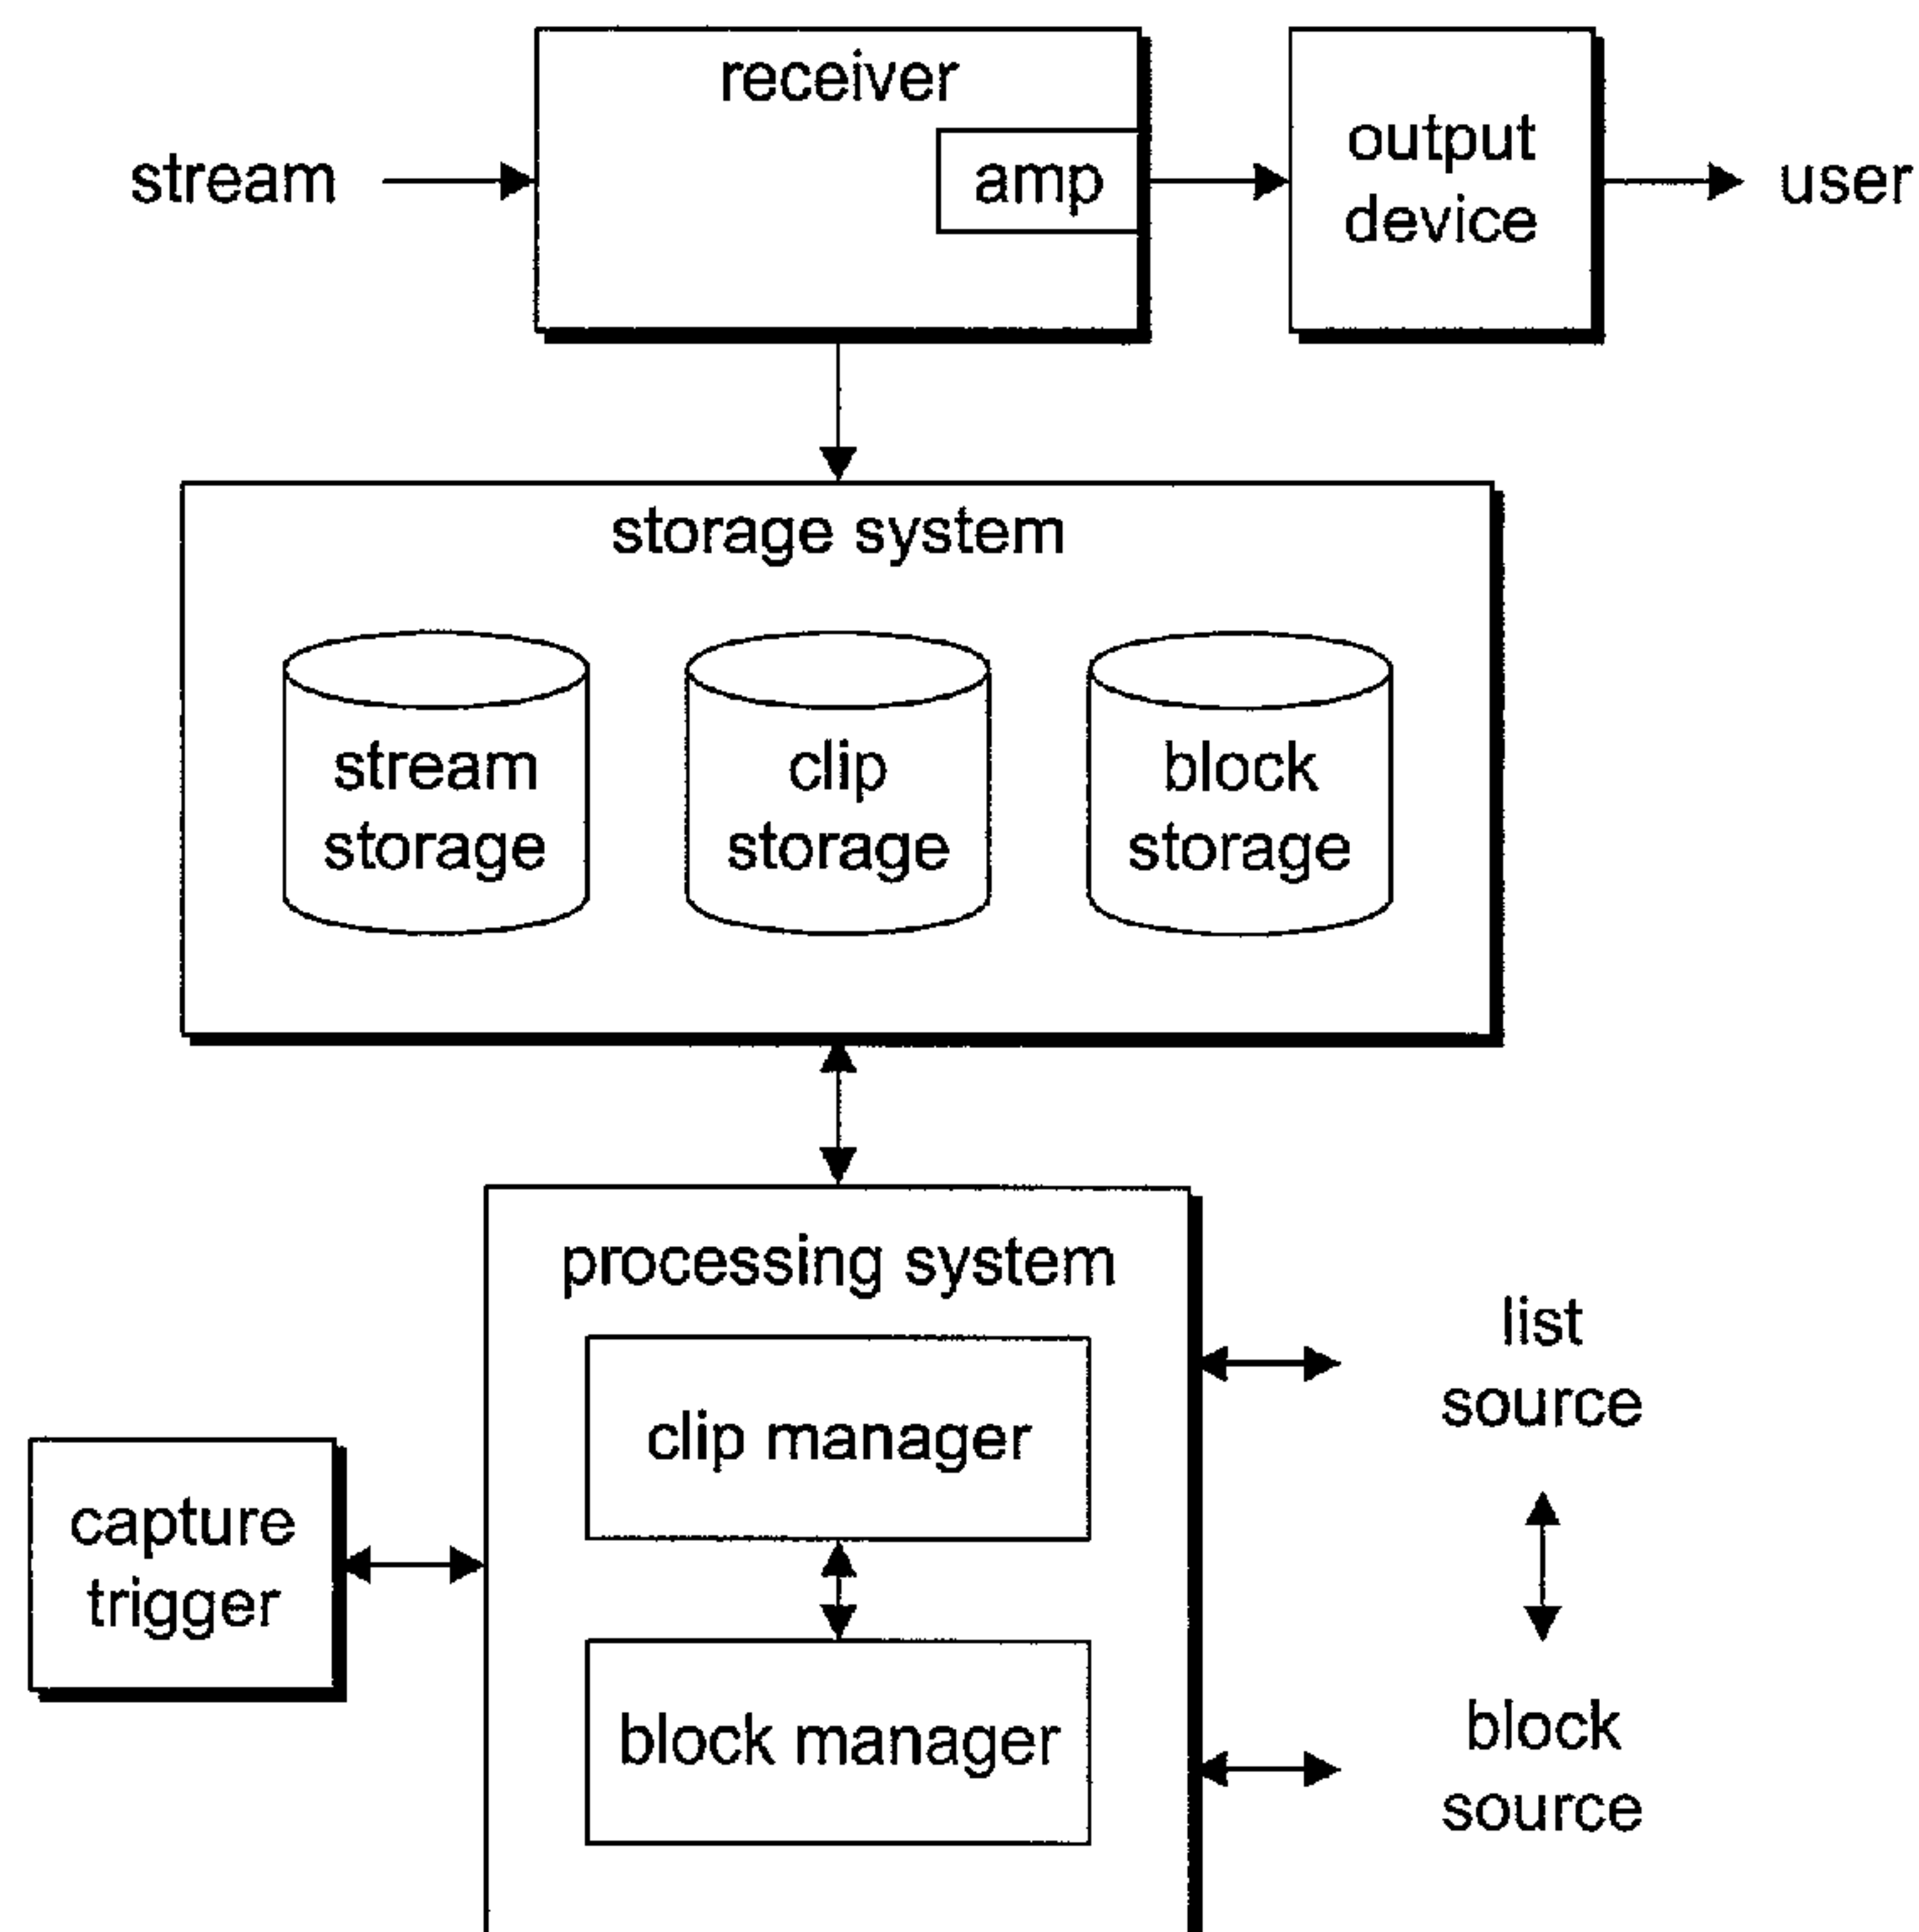 receiver
stream
amp
output
device
user
storage system
stream
storage
clip
storage
block
storage
processing system
clip manager
list
source
capture
trigger
block manager
block
source